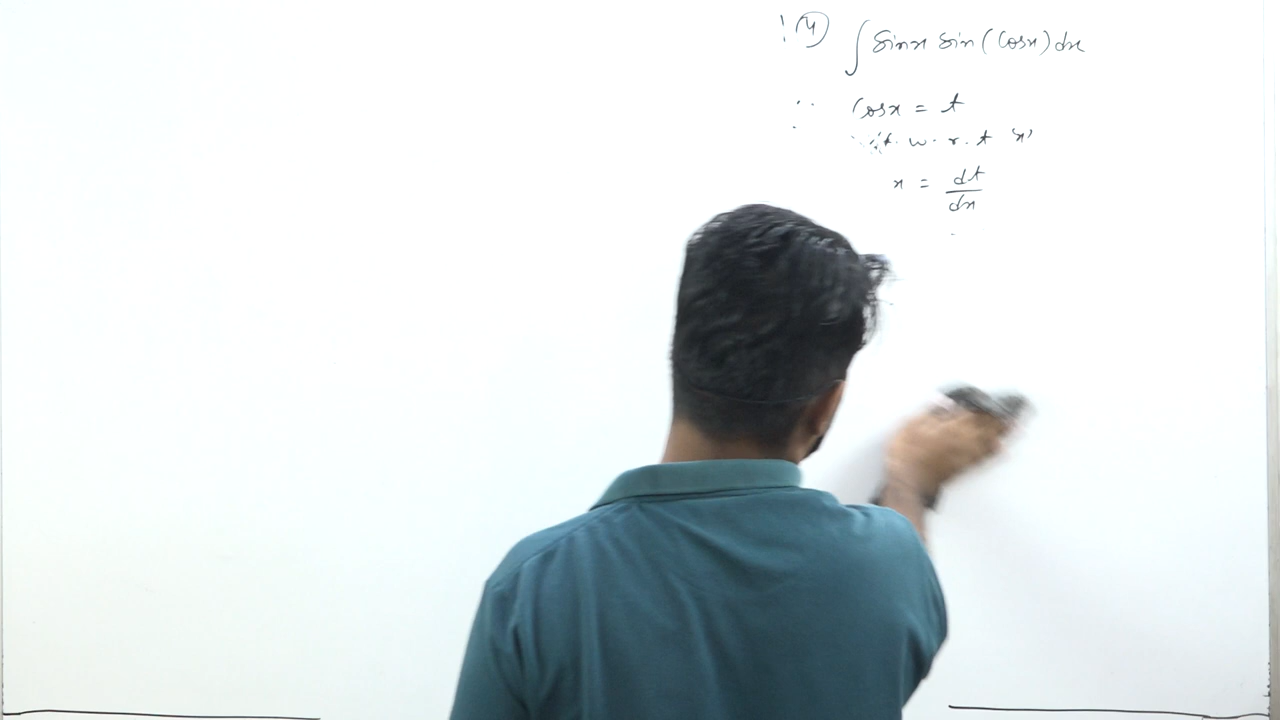 (4) ∫ sinx sin(cosx) dx
cosx = t
w.r.t 'x'
x = dt/dx